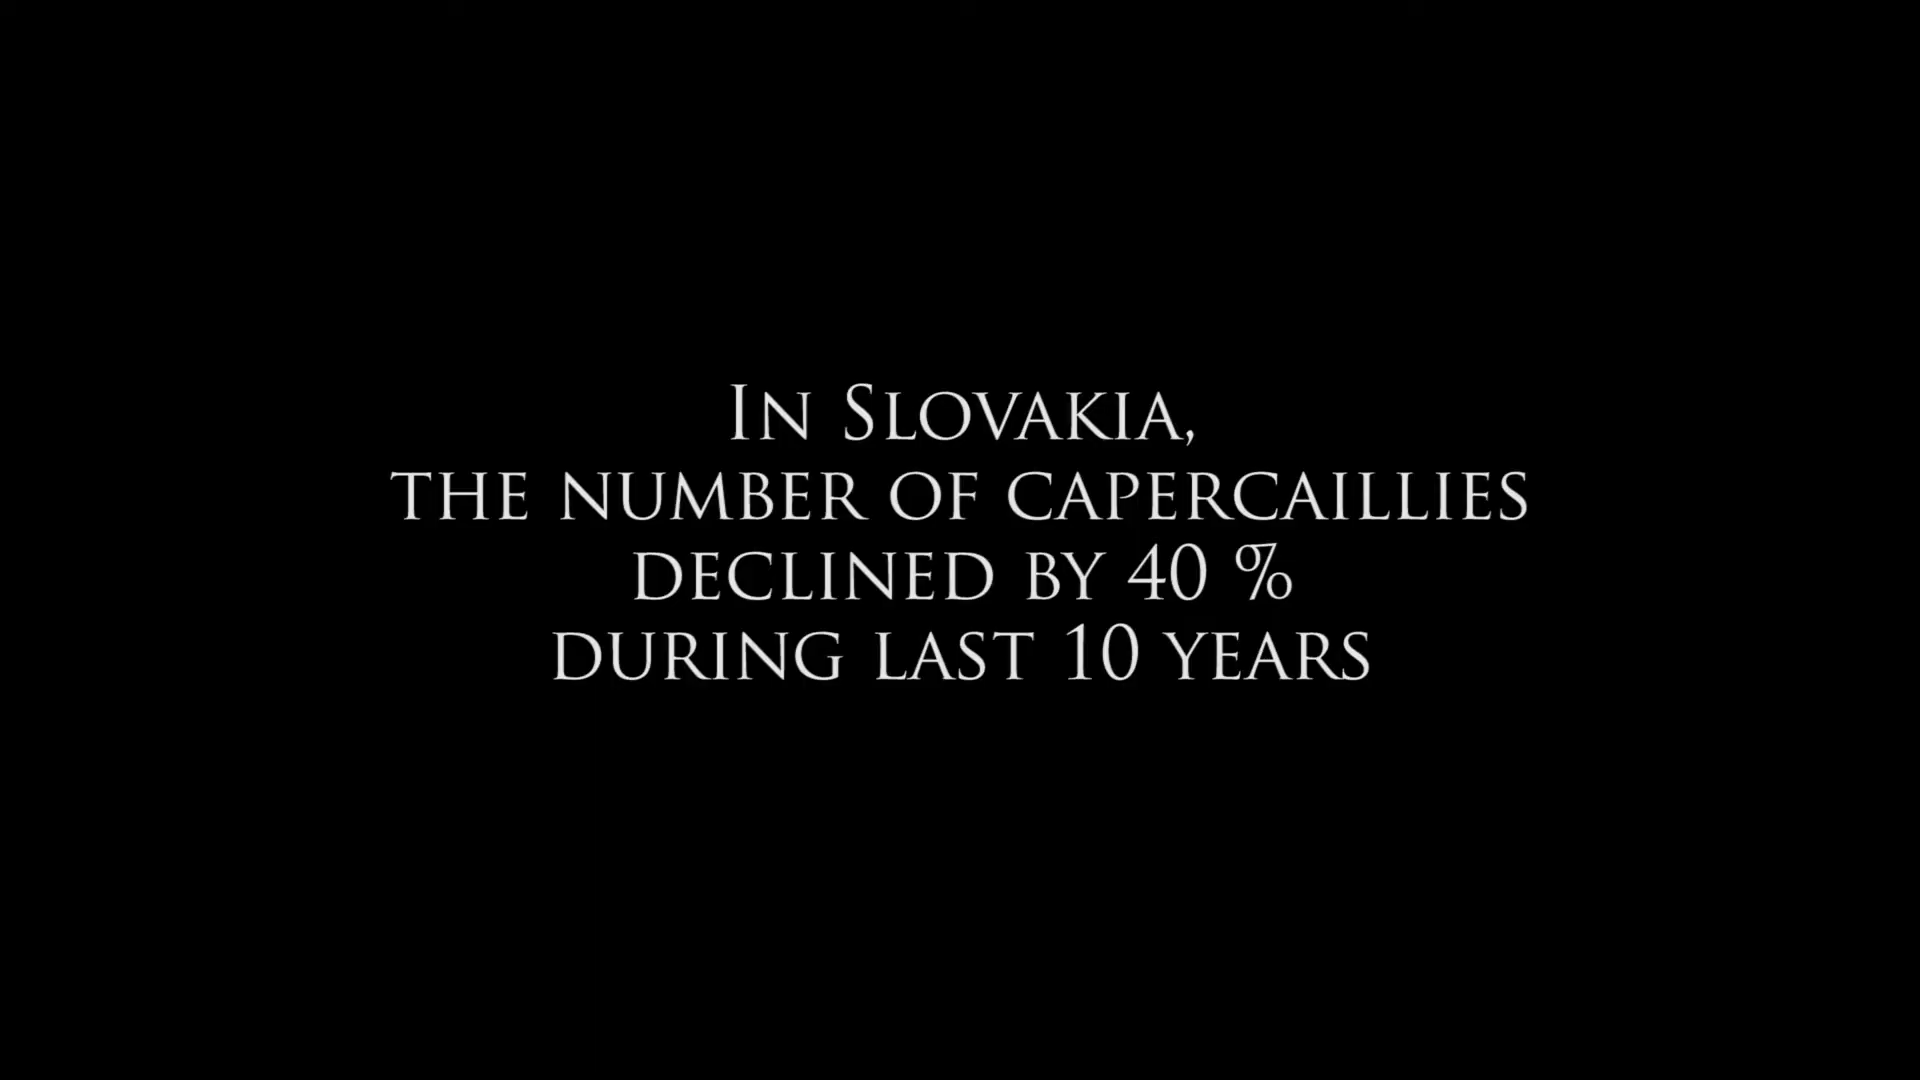 In Slovakia,
the number of capercaillies
declined by 40 %
during last 10 years